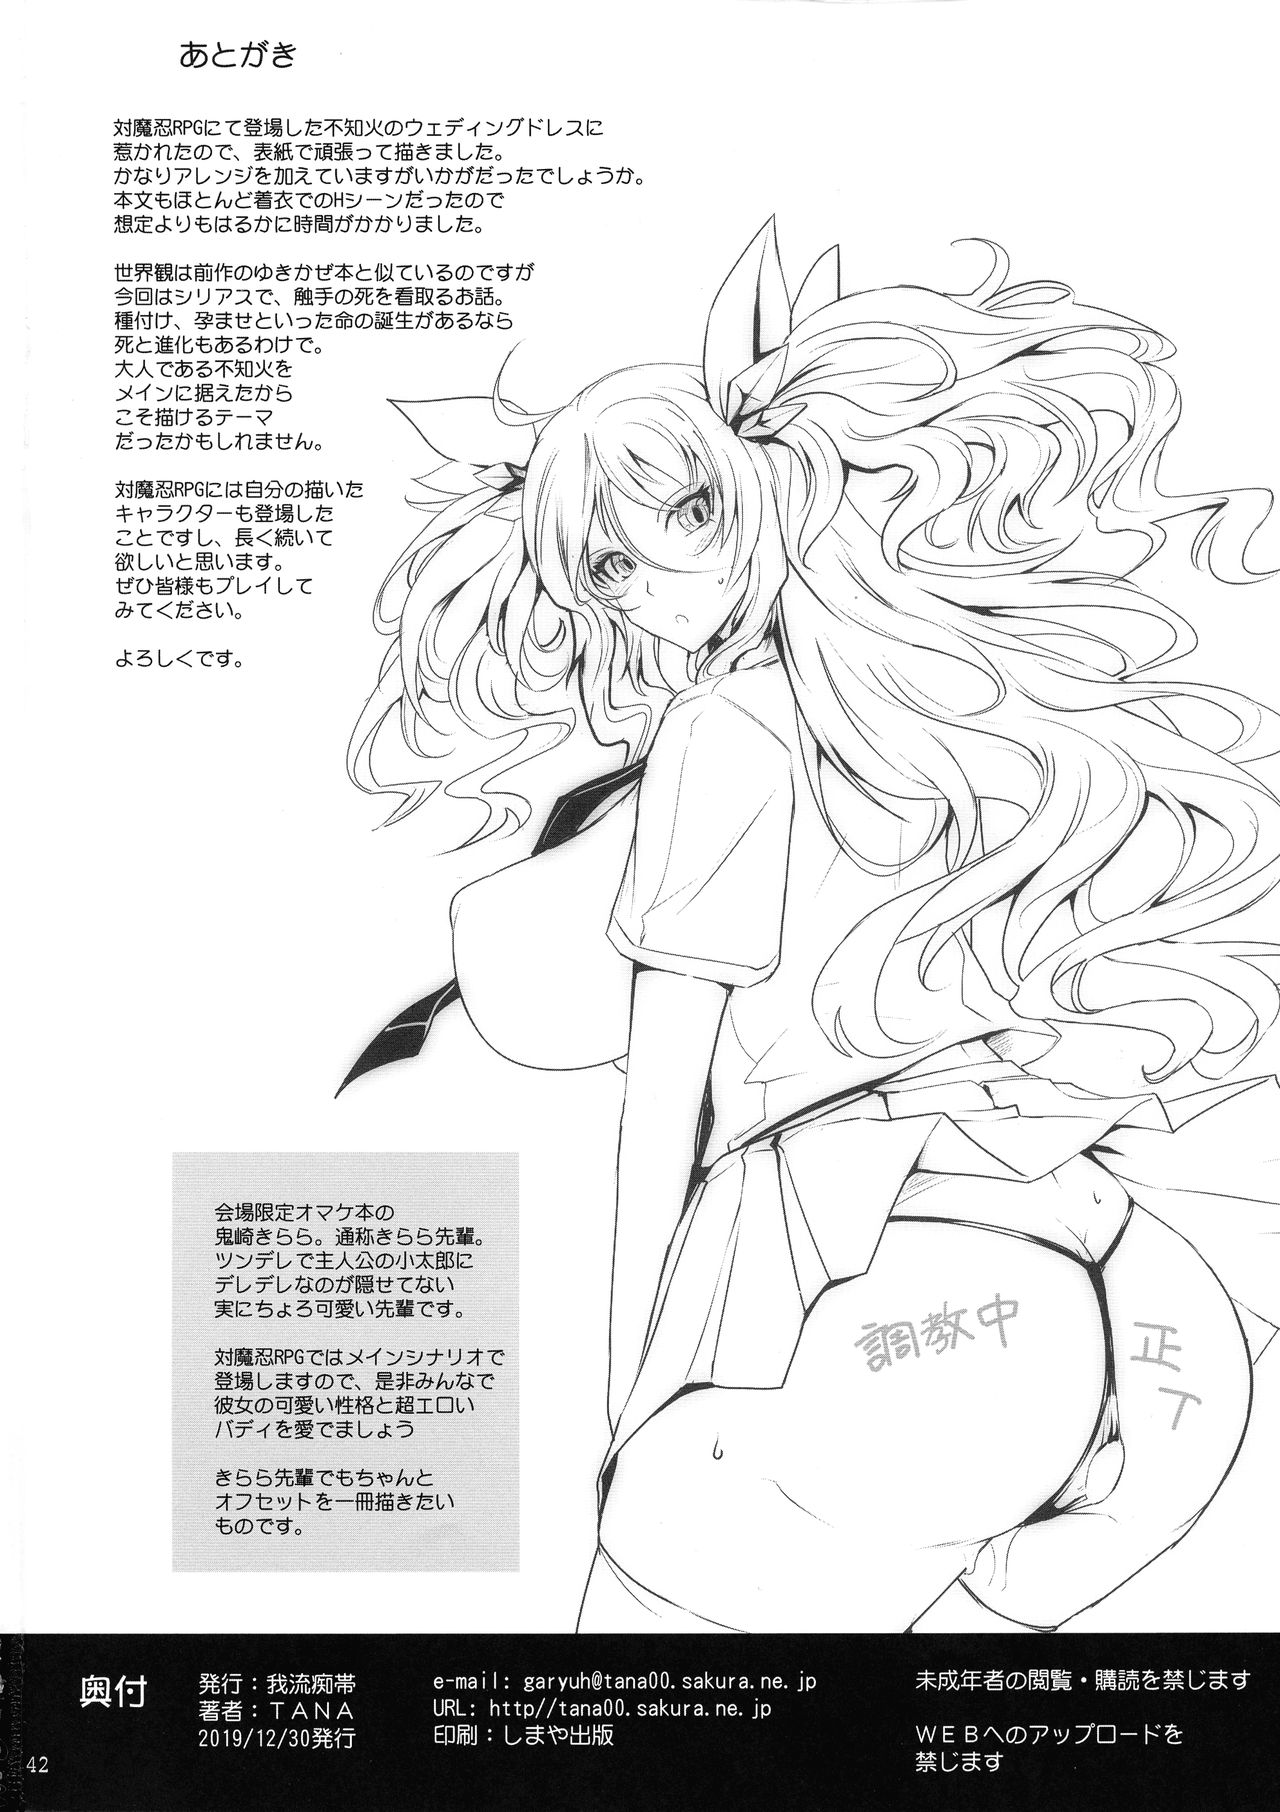 あとがき
対魔忍RPGにて登場した不知火のウェディングドレスに
惹かれたので、表紙で頑張って描きました。
かなりアレンジを加えていますがいかがだったでしょうか。
本文もほとんど着衣でのHシーンだったので
想定よりもはるかに時間がかかりました。
世界観は前作のゆきかぜ本と似ているのですが
今回はシリアスで、触手の死を看取るお話。
種付け、孕ませといった命の誕生があるなら
死と進化もあるわけで。
大人である不知火を
メインに据えたから
こそ描けるテーマ
だったかもしれません。
対魔忍RPGには自分の描いた
キャラクターも登場した
ことですし、長く続いて
欲しいと思います。
ぜひ皆様もプレイして
みてください。
よろしくです。
会場限定オマケ本の
鬼崎きらら。通称きらら先輩。
ツンデレで主人公の小太郎に
デレデレなのが隠せてない
実にちょろ可愛い先輩です。
対魔忍RPGではメインシナリオで
登場しますので、是非みんなで
彼女の可愛い性格と超エロい
バディを愛でましょう
きらら先輩でもちゃんと
オフセットを一冊描きたい
ものです。
調教中
正
丅
奥付
発行：我流痴帯
著者：ＴＡＮＡ
2019/12/30発行
e-mail: garyuh@tana00.sakura.ne.jp
URL: http//tana00.sakura.ne.jp
印刷：しまや出版
未成年者の閲覧・購読を禁じます
ＷＥＢへのアップロードを
禁じます
42